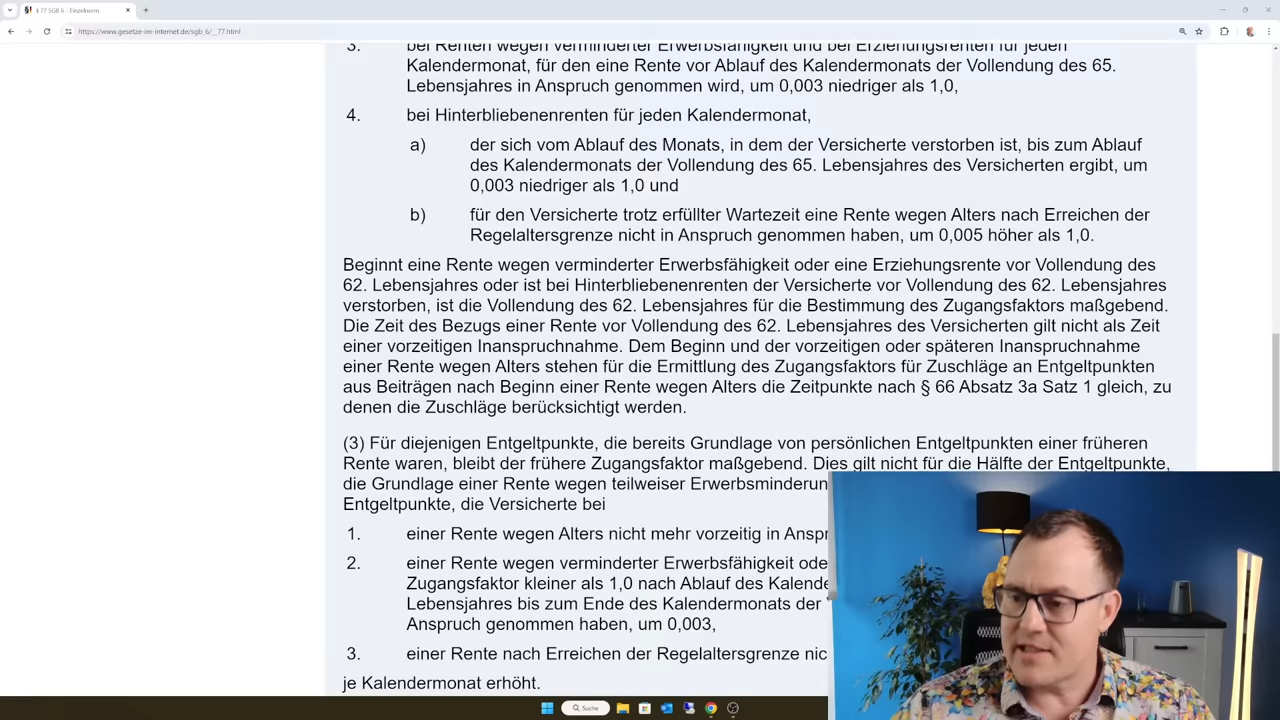 § 77 SGB 6 - Einzelnorm
https://www.gesetze-im-internet.de/sgb_6/__77.html
3. bei Renten wegen verminderter Erwerbsfähigkeit und bei Erziehungsrenten für jeden
Kalendermonat, für den eine Rente vor Ablauf des Kalendermonats der Vollendung des 65.
Lebensjahres in Anspruch genommen wird, um 0,003 niedriger als 1,0,
4. bei Hinterbliebenenrenten für jeden Kalendermonat,
a) der sich vom Ablauf des Monats, in dem der Versicherte verstorben ist, bis zum Ablauf
des Kalendermonats der Vollendung des 65. Lebensjahres des Versicherten ergibt, um
0,003 niedriger als 1,0 und
b) für den Versicherte trotz erfüllter Wartezeit eine Rente wegen Alters nach Erreichen der
Regelaltersgrenze nicht in Anspruch genommen haben, um 0,005 höher als 1,0.
Beginnt eine Rente wegen verminderter Erwerbsfähigkeit oder eine Erziehungsrente vor Vollendung des
62. Lebensjahres oder ist bei Hinterbliebenenrenten der Versicherte vor Vollendung des 62. Lebensjahres
verstorben, ist die Vollendung des 62. Lebensjahres für die Bestimmung des Zugangsfaktors maßgebend.
Die Zeit des Bezugs einer Rente vor Vollendung des 62. Lebensjahres des Versicherten gilt nicht als Zeit
einer vorzeitigen Inanspruchnahme. Dem Beginn und der vorzeitigen oder späteren Inanspruchnahme
einer Rente wegen Alters stehen für die Ermittlung des Zugangsfaktors für Zuschläge an Entgeltpunkten
aus Beiträgen nach Beginn einer Rente wegen Alters die Zeitpunkte nach § 66 Absatz 3a Satz 1 gleich, zu
denen die Zuschläge berücksichtigt werden.
(3) Für diejenigen Entgeltpunkte, die bereits Grundlage von persönlichen Entgeltpunkten einer früheren
Rente waren, bleibt der frühere Zugangsfaktor maßgebend. Dies gilt nicht für die Hälfte der Entgeltpunkte,
die Grundlage einer Rente wegen teilweiser Erwerbsminderun
Entgeltpunkte, die Versicherte bei
1. einer Rente wegen Alters nicht mehr vorzeitig in Anspr
2. einer Rente wegen verminderter Erwerbsfähigkeit ode
Zugangsfaktor kleiner als 1,0 nach Ablauf des Kalende
Lebensjahres bis zum Ende des Kalendermonats der
Anspruch genommen haben, um 0,003,
3. einer Rente nach Erreichen der Regelaltersgrenze nic
je Kalendermonat erhöht.
Suche